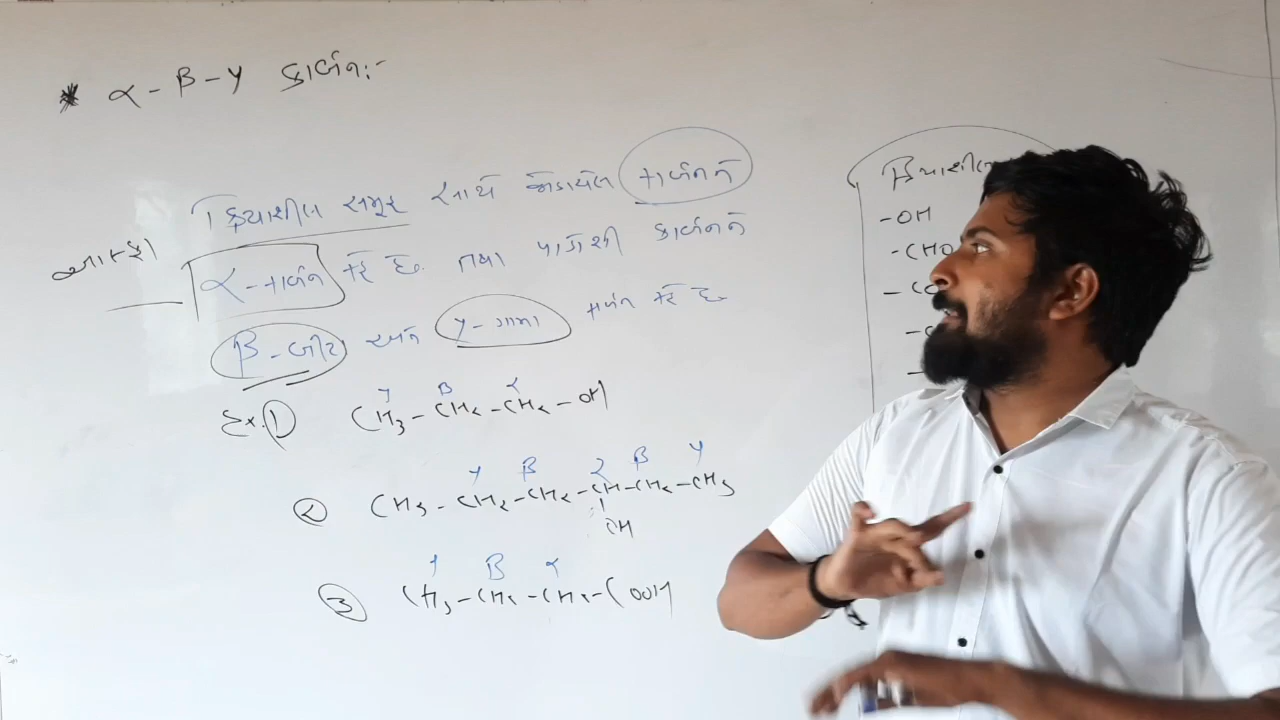 * α - β - γ કાર્બન:-
ક્રિયાશીલ સમૂહ સાથે જોડાયેલ કાર્બનને
α - કાર્બન કહે છે. તથા પાડોશી કાર્બનને
β - બીટા અને γ - ગામા કાર્બન કહે છે.
γ β α
Ex. ① CH3 - CH2 - CH2 - OH
γ β α β γ
② CH3 - CH2 - CH2 - CH - CH2 - CH3
OH
γ β α
③ CH3 - CH2 - CH2 - COOH
-OH
-CHO